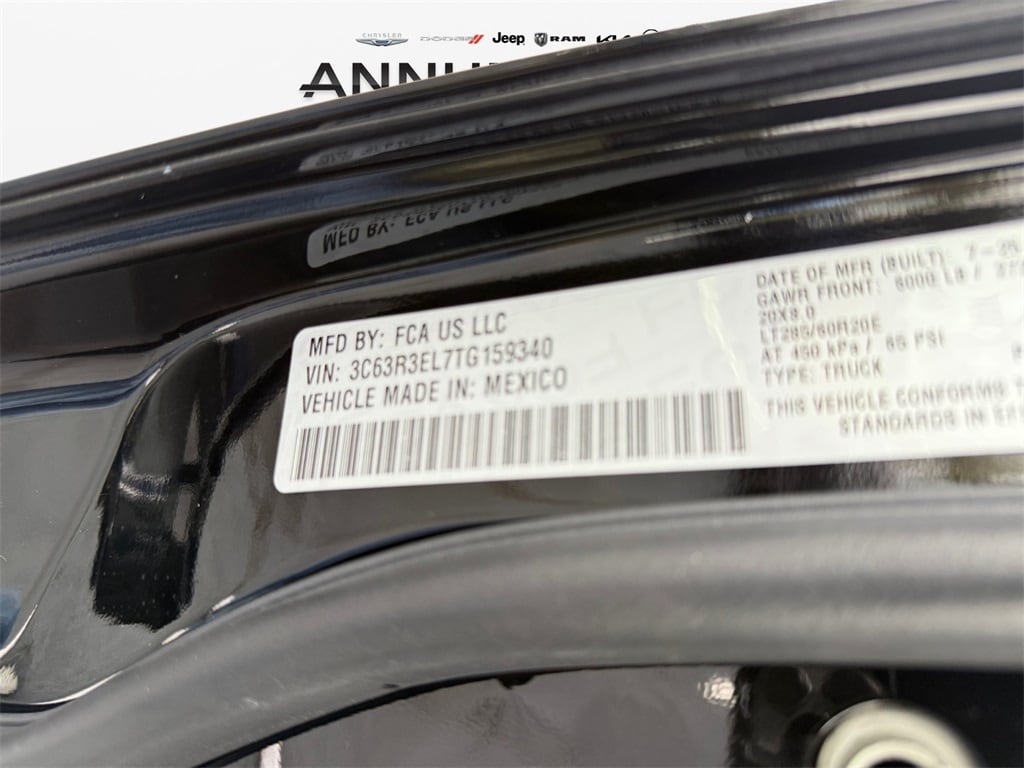 CHRYSLER DODGE Jeep RAM KIA
MFD BY: FCA US LLC
VIN: 3C63R3EL7TG159340
VEHICLE MADE IN: MEXICO
DATE OF MFR (BUILT): 7-25
GAWR FRONT: 6000 LB /
20X8.0
LT285/60R20E
AT 450 kPa / 65 PSI
TYPE: TRUCK
THIS VEHICLE CONFORMS
STANDARDS IN